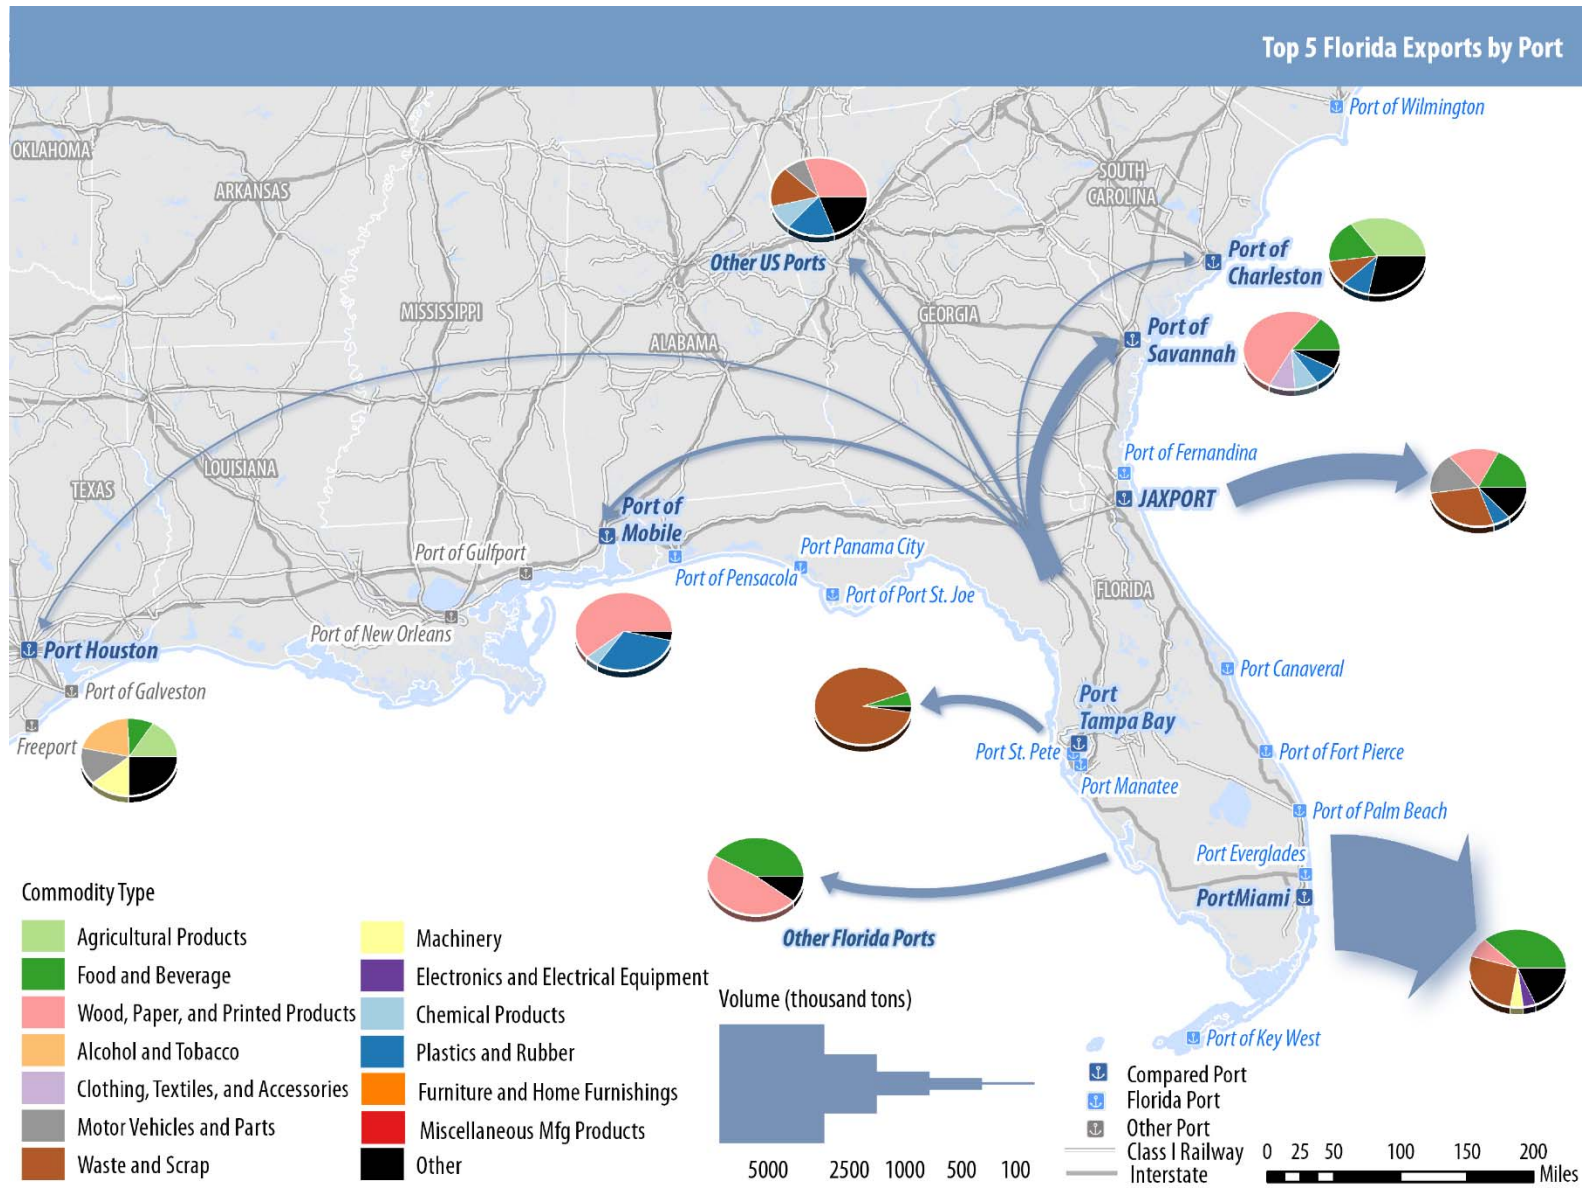 Top 5 Florida Exports by Port
Port of Wilmington
OKLAHOMA
ARKANSAS
SOUTH
CAROLINA
Other US Ports
Port of
Charleston
MISSISSIPPI
ALABAMA
GEORGIA
Port of
Savannah
LOUISIANA
TEXAS
Port of Fernandina
JAXPORT
Port of
Mobile
Port of Gulfport
Port Panama City
Port of Pensacola
Port of Port St. Joe
FLORIDA
Port of New Orleans
Port Houston
Port of Galveston
Freeport
Port Canaveral
Port
Tampa Bay
Port St. Pete
Port Manatee
Port of Fort Pierce
Port of Palm Beach
Port Everglades
PortMiami
Other Florida Ports
Port of Key West
Commodity Type
Agricultural Products
Food and Beverage
Wood, Paper, and Printed Products
Alcohol and Tobacco
Clothing, Textiles, and Accessories
Motor Vehicles and Parts
Waste and Scrap
Machinery
Electronics and Electrical Equipment
Chemical Products
Plastics and Rubber
Furniture and Home Furnishings
Miscellaneous Mfg Products
Other
Volume (thousand tons)
5000 2500 1000 500 100
Compared Port
Florida Port
Other Port
Class I Railway
Interstate
0 25 50 100 150 200
Miles